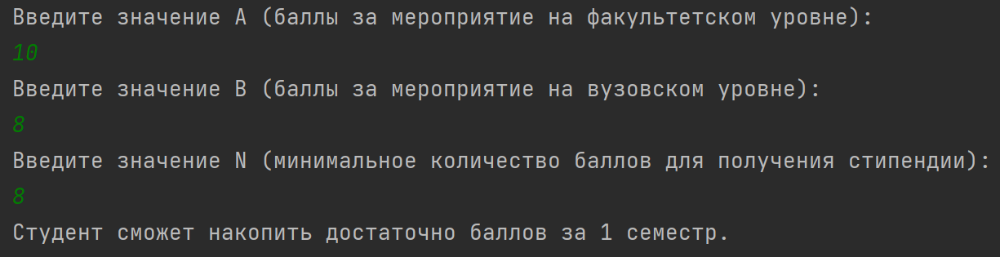 Введите значение A (баллы за мероприятие на факультетском уровне):
10
Введите значение B (баллы за мероприятие на вузовском уровне):
8
Введите значение N (минимальное количество баллов для получения стипендии):
8
Студент сможет накопить достаточно баллов за 1 семестр.